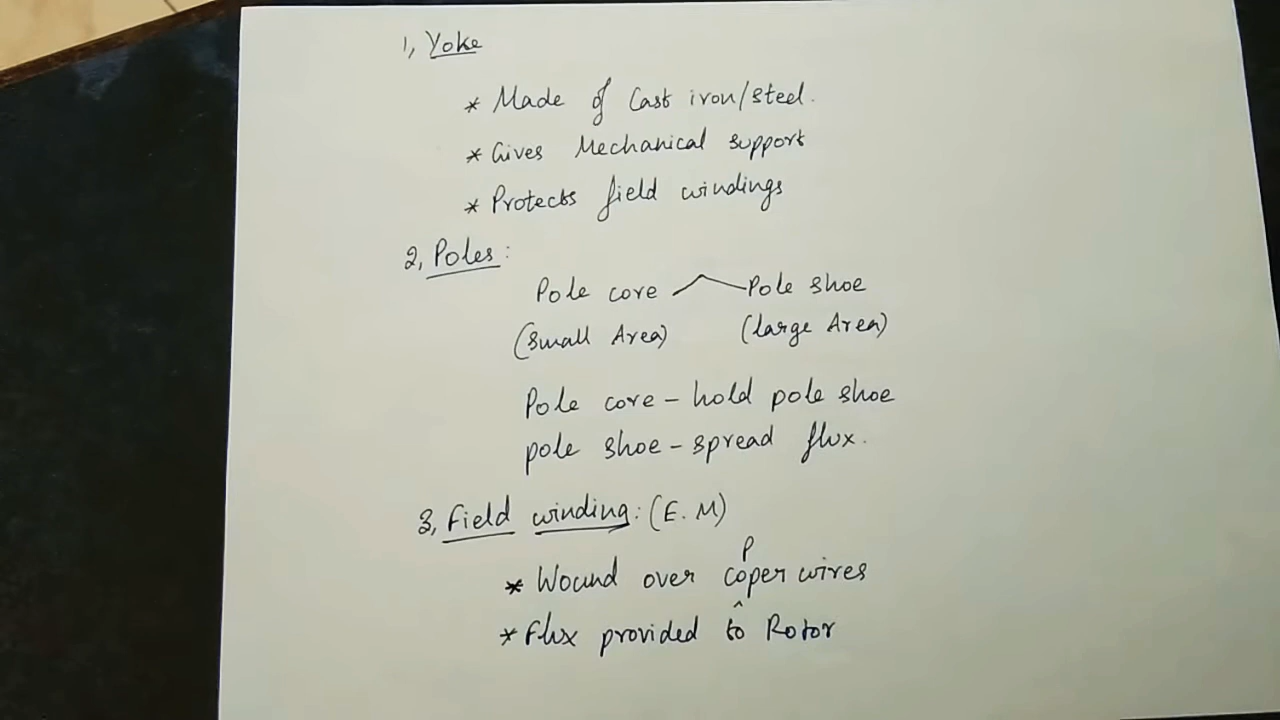 1, Yoke
* Made of Cast iron/steel.
* Gives Mechanical support
* Protects field windings
2, Poles:
Pole core Pole shoe
(small Area) (large Area)
Pole core - hold pole shoe
pole shoe - spread flux.
3, Field winding: (E.M)
P
* Wound over coper wires
* Flux provided to Rotor